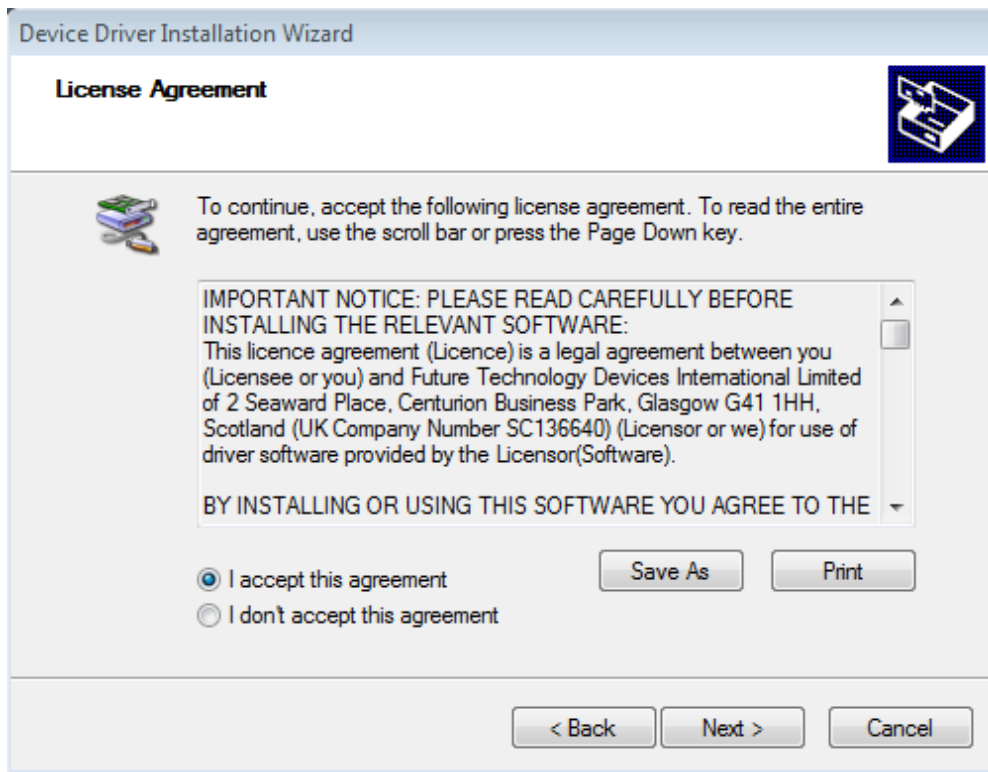 Device Driver Installation Wizard
License Agreement
To continue, accept the following license agreement. To read the entire
agreement, use the scroll bar or press the Page Down key.
IMPORTANT NOTICE: PLEASE READ CAREFULLY BEFORE
INSTALLING THE RELEVANT SOFTWARE:
This licence agreement (Licence) is a legal agreement between you
(Licensee or you) and Future Technology Devices International Limited
of 2 Seaward Place, Centurion Business Park, Glasgow G41 1HH,
Scotland (UK Company Number SC136640) (Licensor or we) for use of
driver software provided by the Licensor(Software).
BY INSTALLING OR USING THIS SOFTWARE YOU AGREE TO THE
I accept this agreement
Save As
Print
I don't accept this agreement
< Back
Next >
Cancel